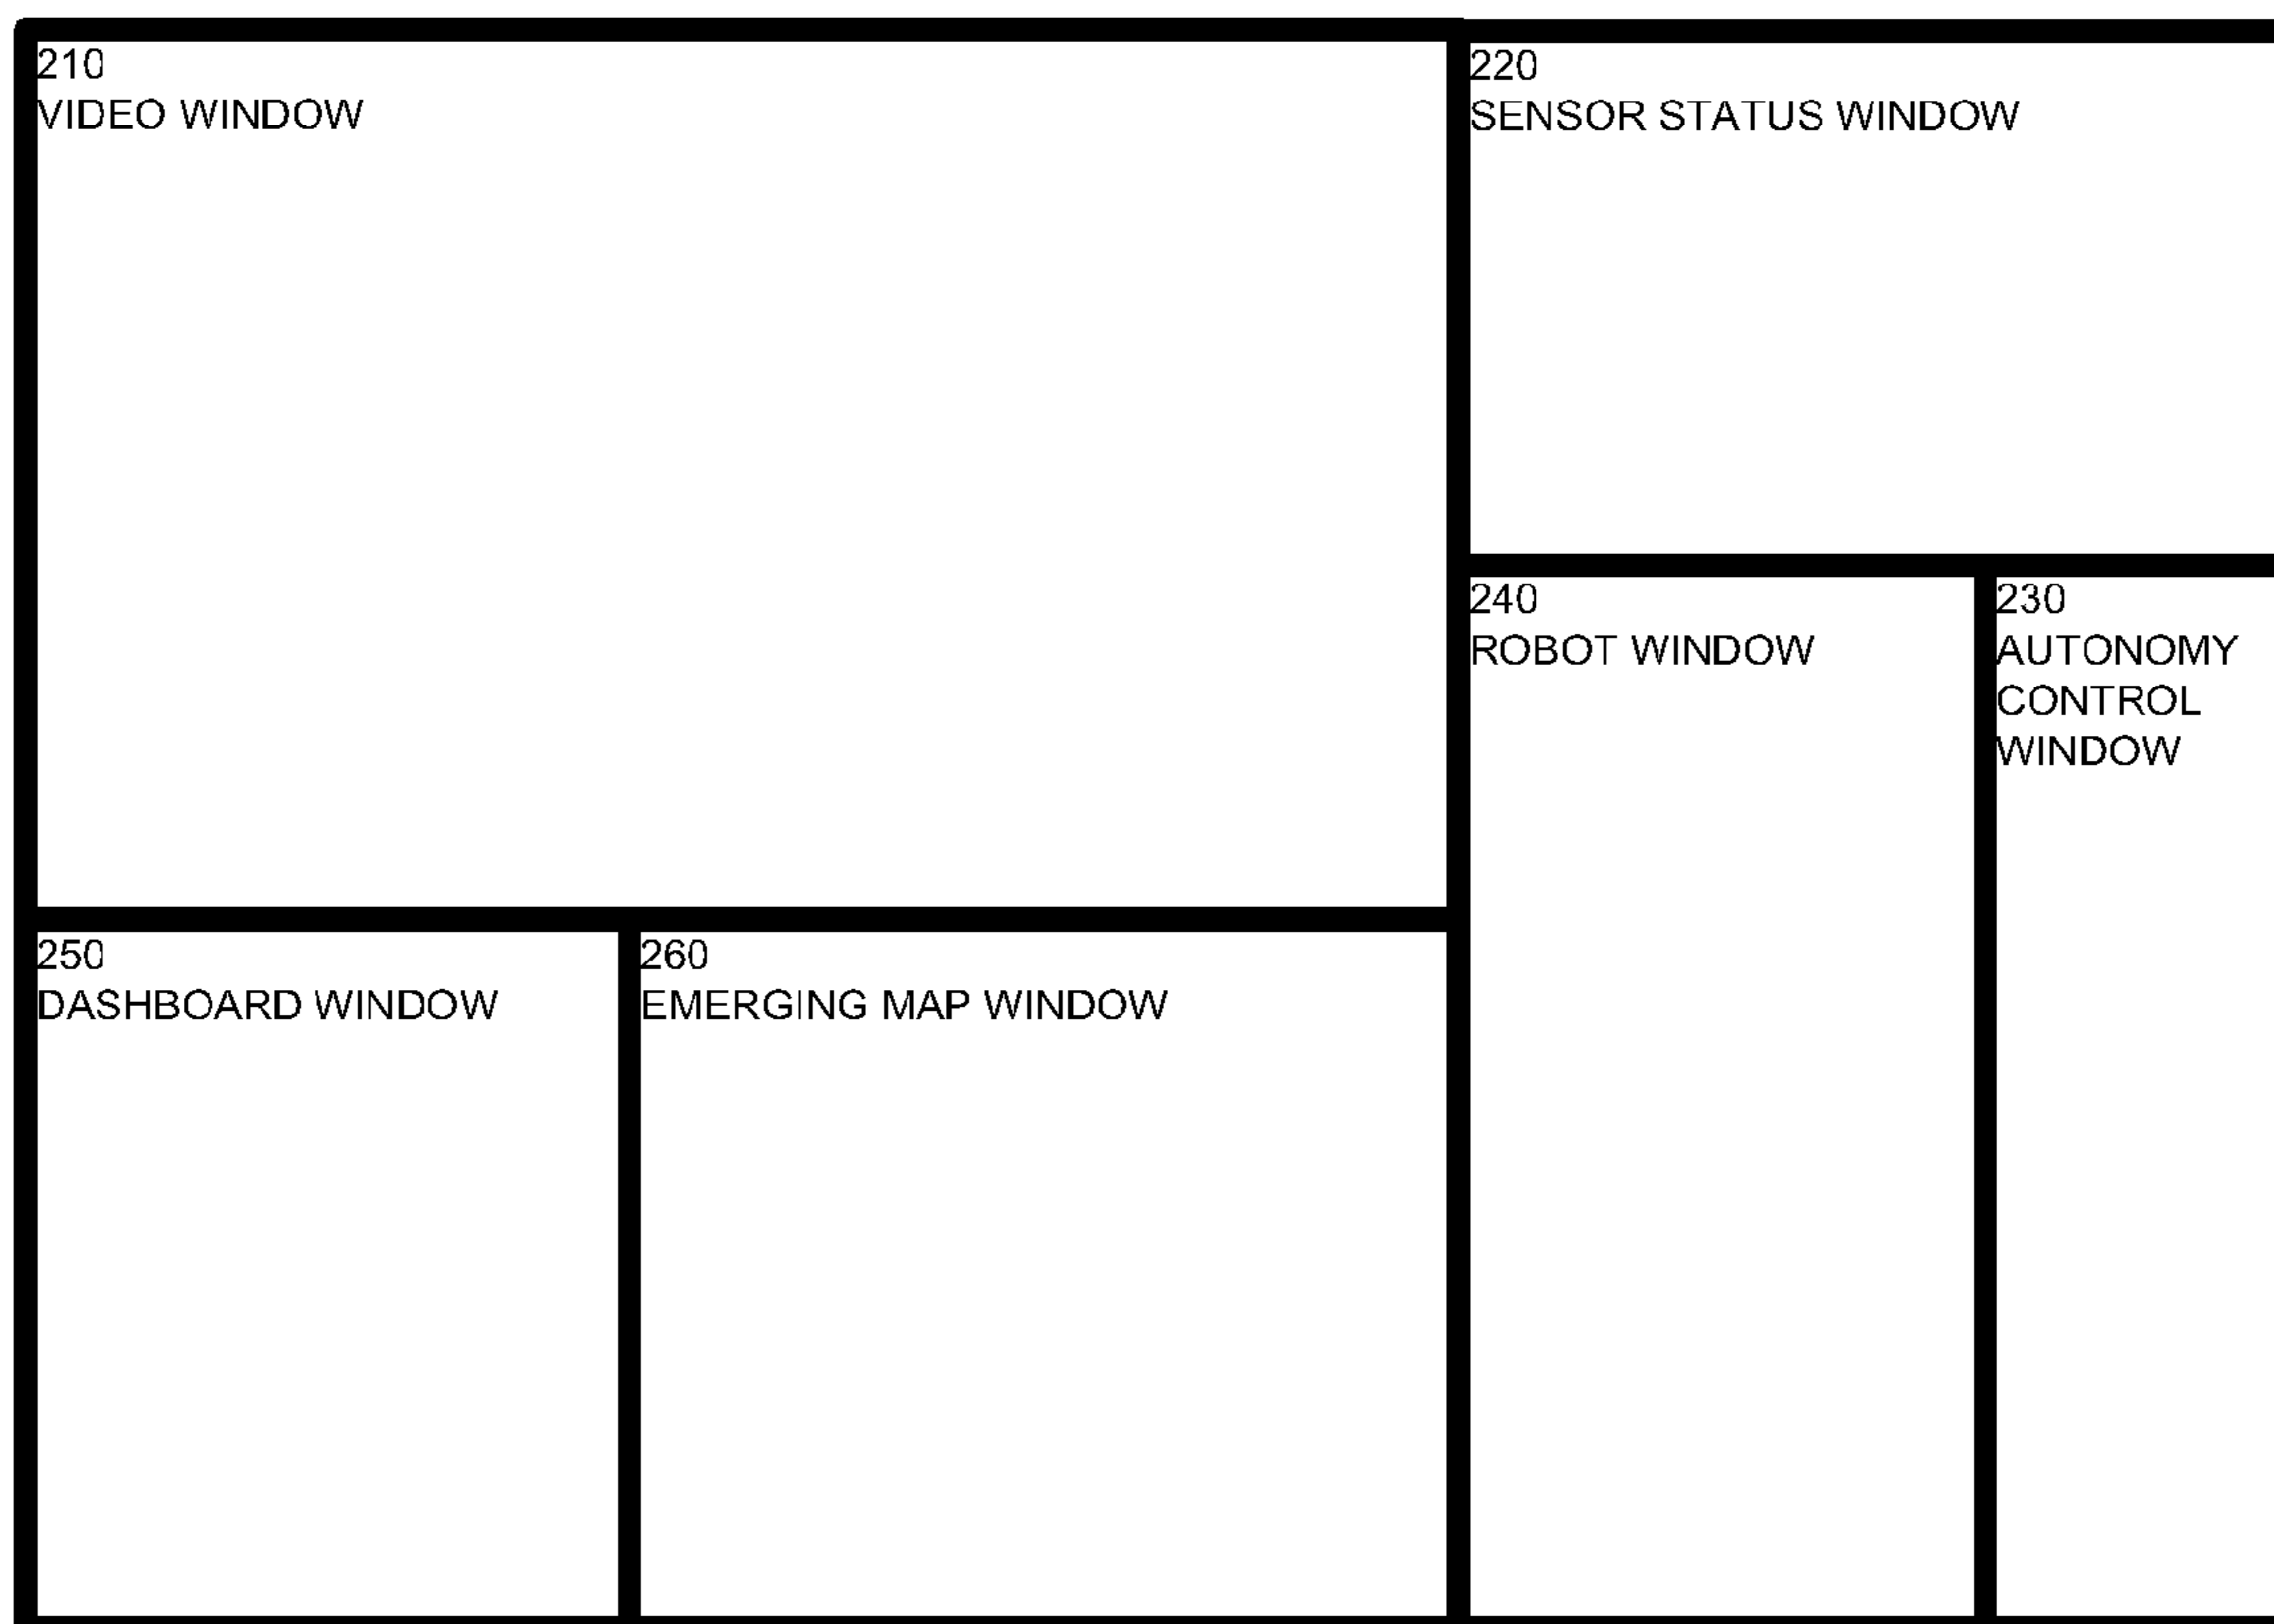 210
VIDEO WINDOW
220
SENSOR STATUS WINDOW
240
ROBOT WINDOW
230
AUTONOMY
CONTROL
WINDOW
250
DASHBOARD WINDOW
260
EMERGING MAP WINDOW